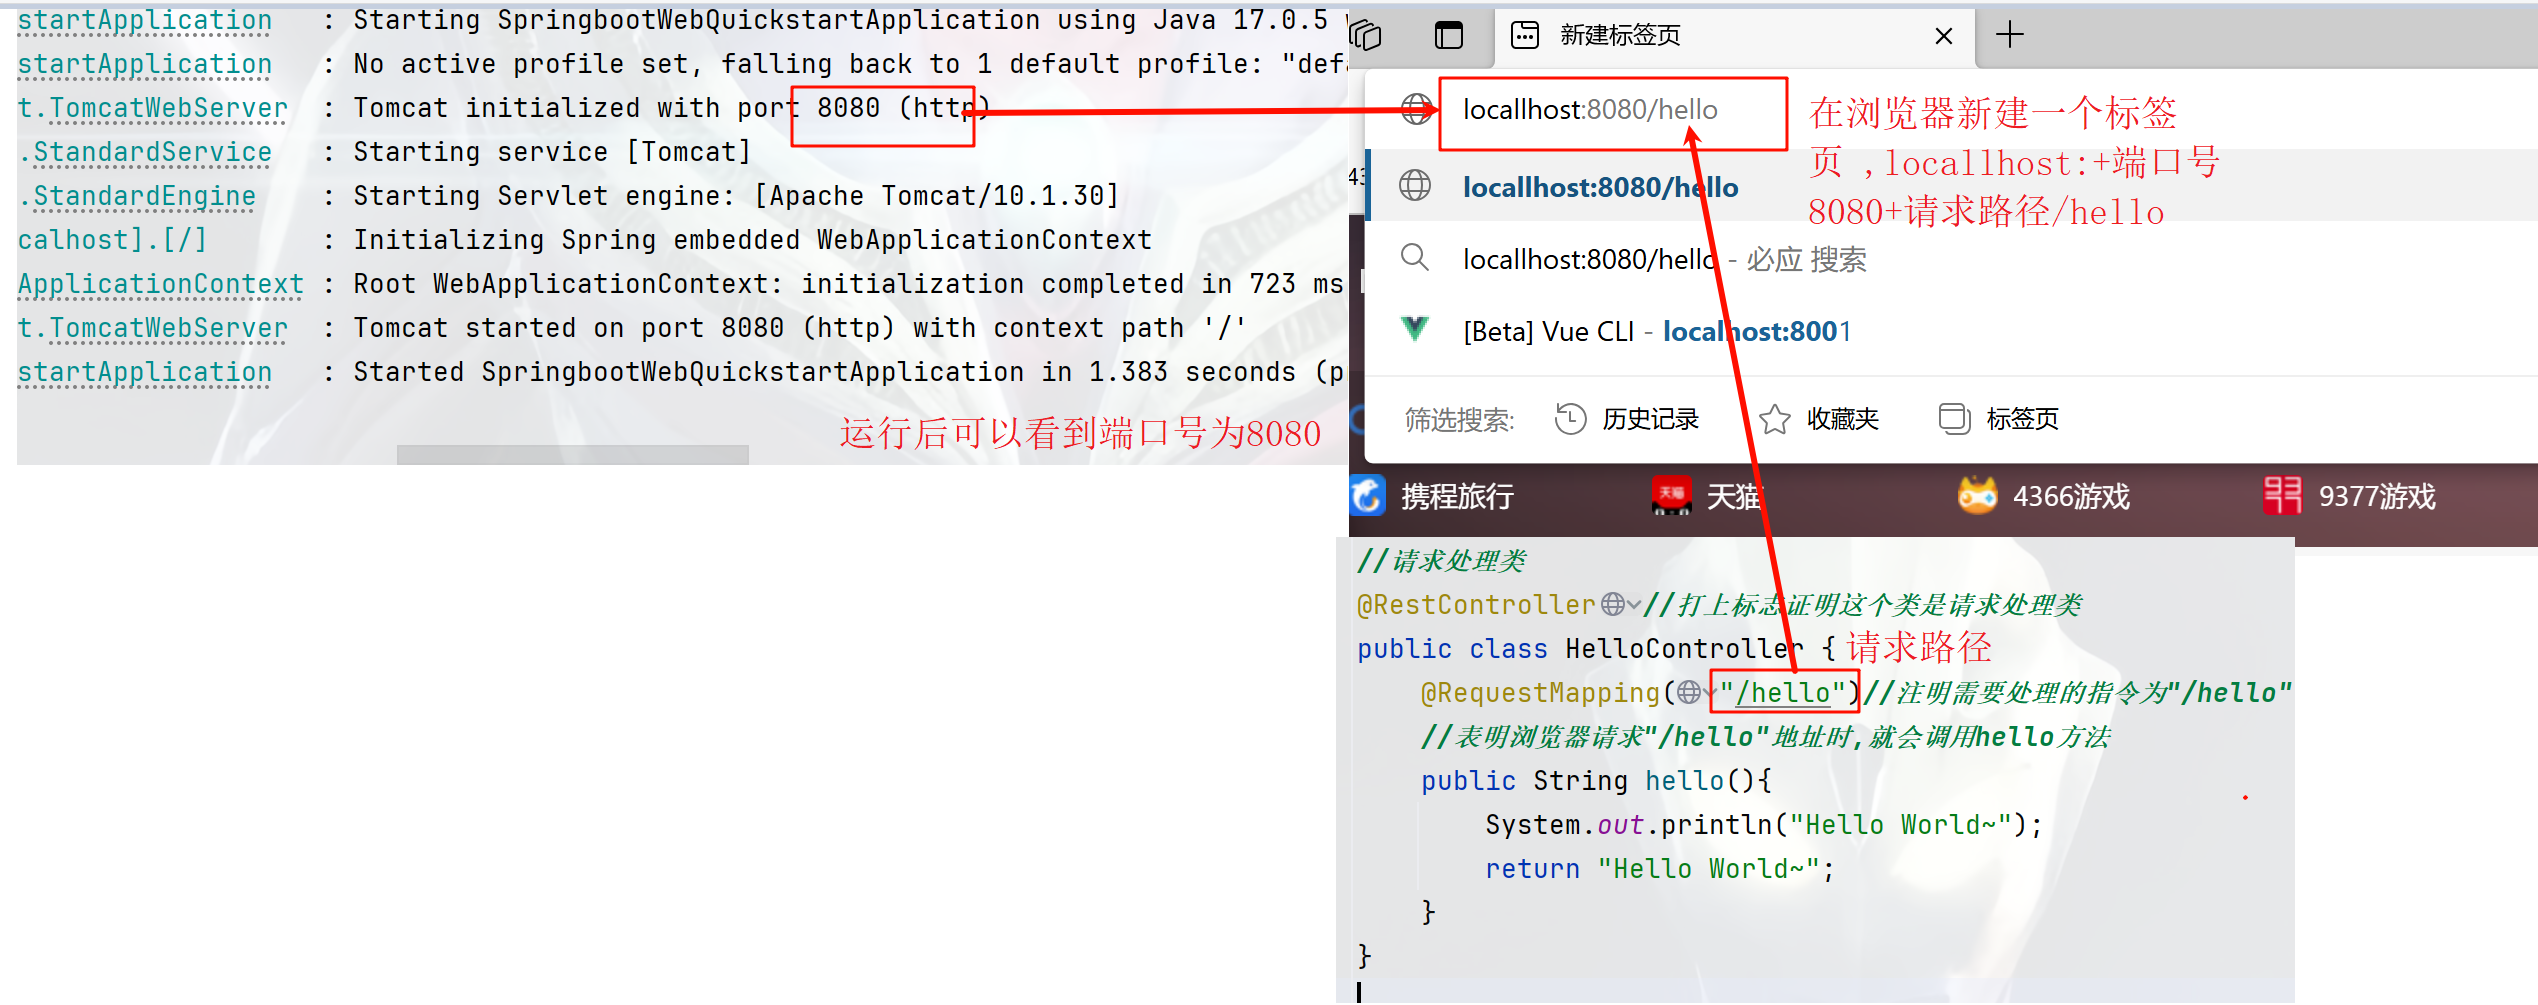 startApplication : Starting SpringbootWebQuickstartApplication using Java 17.0.5
startApplication : No active profile set, falling back to 1 default profile: "defa
t.TomcatWebServer : Tomcat initialized with port 8080 (http)
.StandardService : Starting service [Tomcat]
.StandardEngine : Starting Servlet engine: [Apache Tomcat/10.1.30]
calhost].[/] : Initializing Spring embedded WebApplicationContext
ApplicationContext : Root WebApplicationContext: initialization completed in 723 ms
t.TomcatWebServer : Tomcat started on port 8080 (http) with context path '/'
startApplication : Started SpringbootWebQuickstartApplication in 1.383 seconds (p
运行后可以看到端口号为8080
新建标签页
locallhost:8080/hello
在浏览器新建一个标签
页 ,locallhost:+端口号
8080+请求路径/hello
locallhost:8080/hello
locallhost:8080/hello - 必应 搜索
[Beta] Vue CLI - localhost:8001
筛选搜索: 历史记录 收藏夹 标签页
携程旅行 天猫 4366游戏 9377游戏
//请求处理类
@RestController //打上标志证明这个类是请求处理类
public class HelloController { 请求路径
@RequestMapping("/hello")//注明需要处理的指令为"/hello"
//表明浏览器请求"/hello"地址时,就会调用hello方法
public String hello(){
System.out.println("Hello World~");
return "Hello World~";
}
}